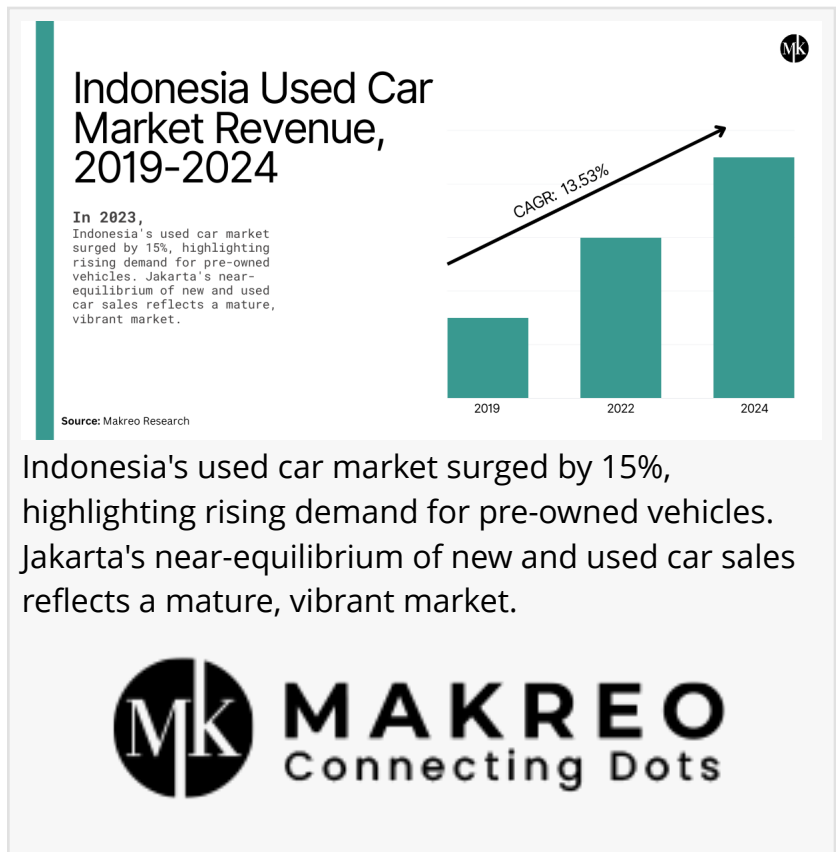 MK
Indonesia Used Car
Market Revenue,
2019-2024
In 2023,
Indonesia's used car market
surged by 15%, highlighting
rising demand for pre-owned
vehicles. Jakarta's near-
equilibrium of new and used
car sales reflects a mature,
vibrant market.
CAGR: 13.53%
2019
2022
2024
Source: Makreo Research
Indonesia's used car market surged by 15%,
highlighting rising demand for pre-owned vehicles.
Jakarta's near-equilibrium of new and used car sales
reflects a mature, vibrant market.
MK
MAKREO
Connecting Dots